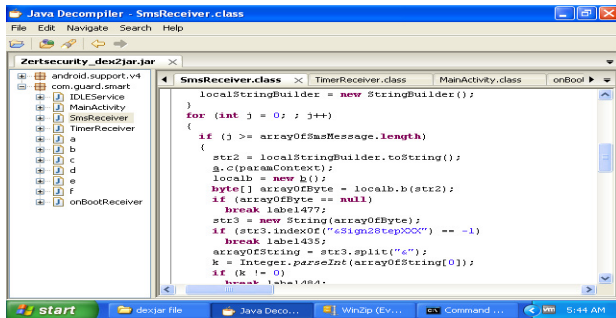 Java Decompiler - SmsReceiver.class
File Edit Navigate Search Help
Zertsecurity_dex2jar.jar
android.support.v4
com.guard.smart
IDLEService
MainActivity
SmsReceiver
TimerReceiver
a
b
c
d
e
f
onBootReceiver
SmsReceiver.class TimerReceiver.class MainActivity.class onBool
localStringBuilder = new StringBuilder();
}
for (int j = 0; ; j++)
{
if (j >= arrayOfSmsMessage.length)
{
str2 = localStringBuilder.toString();
a.c(paramContext);
localb = new b();
byte[] arrayOfByte = localb.b(str2);
if (arrayOfByte == null)
break label477;
str3 = new String(arrayOfByte);
if (str3.indexOf("&Sign28tepXXX") == -1)
break label435;
arrayOfString = str3.split("&");
k = Integer.parseInt(arrayOfString[0]);
if (k != 0)
break label484;
start dexjar file Java Deco... WinZip (Ev... Command ... 5:44 AM